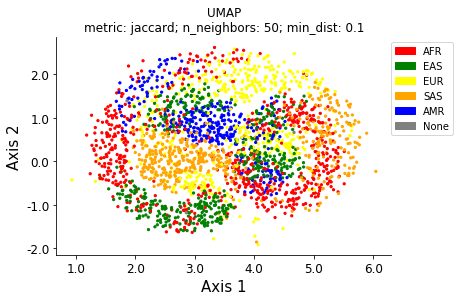 UMAP
metric: jaccard; n_neighbors: 50; min_dist: 0.1
AFR
EAS
EUR
SAS
AMR
None
Axis 2
2.0
1.0
0.0
-1.0
-2.0
1.0 2.0 3.0 4.0 5.0 6.0
Axis 1